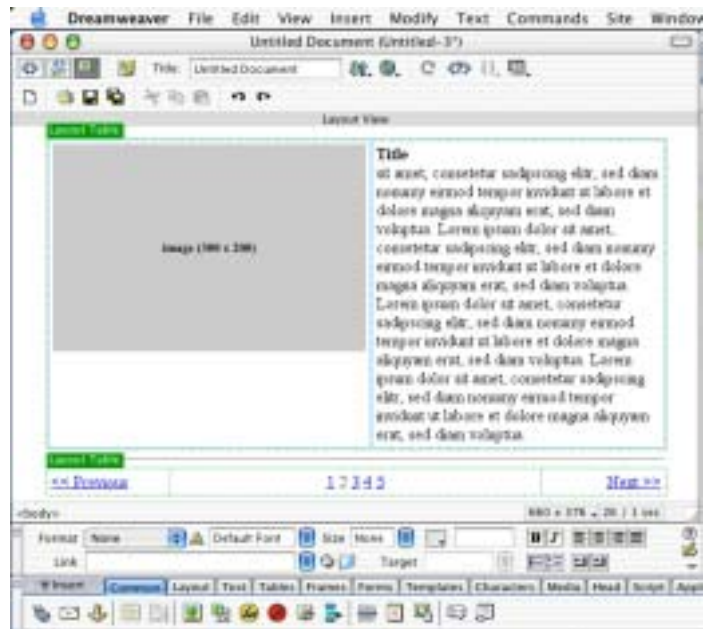 Dreamweaver File Edit View Insert Modify Text Commands Site Window
Untitled Document (Untitled-3*)
Title: Untitled Document
Layout View
Layout Table
image (300 x 200)
Title
sit amet, consetetur sadipscing elitr, sed diam
nonumy eirmod tempor invidunt ut labore et
dolore magna aliquyam erat, sed diam
voluptua. Lorem ipsum dolor sit amet,
consetetur sadipscing elitr, sed diam nonumy
eirmod tempor invidunt ut labore et dolore
magna aliquyam erat, sed diam voluptua.
Lorem ipsum dolor sit amet, consetetur
sadipscing elitr, sed diam nonumy eirmod
tempor invidunt ut labore et dolore magna
aliquyam erat, sed diam voluptua. Lorem
ipsum dolor sit amet, consetetur sadipscing
elitr, sed diam nonumy eirmod tempor
invidunt ut labore et dolore magna aliquyam
erat, sed diam voluptua.
Layout Table
<< Previous 1 2 3 4 5 Next >>
<body>
Format None Default Font Size None B I
Link Target
Insert Common Layout Text Tables Frames Forms Templates Characters Media Head Script